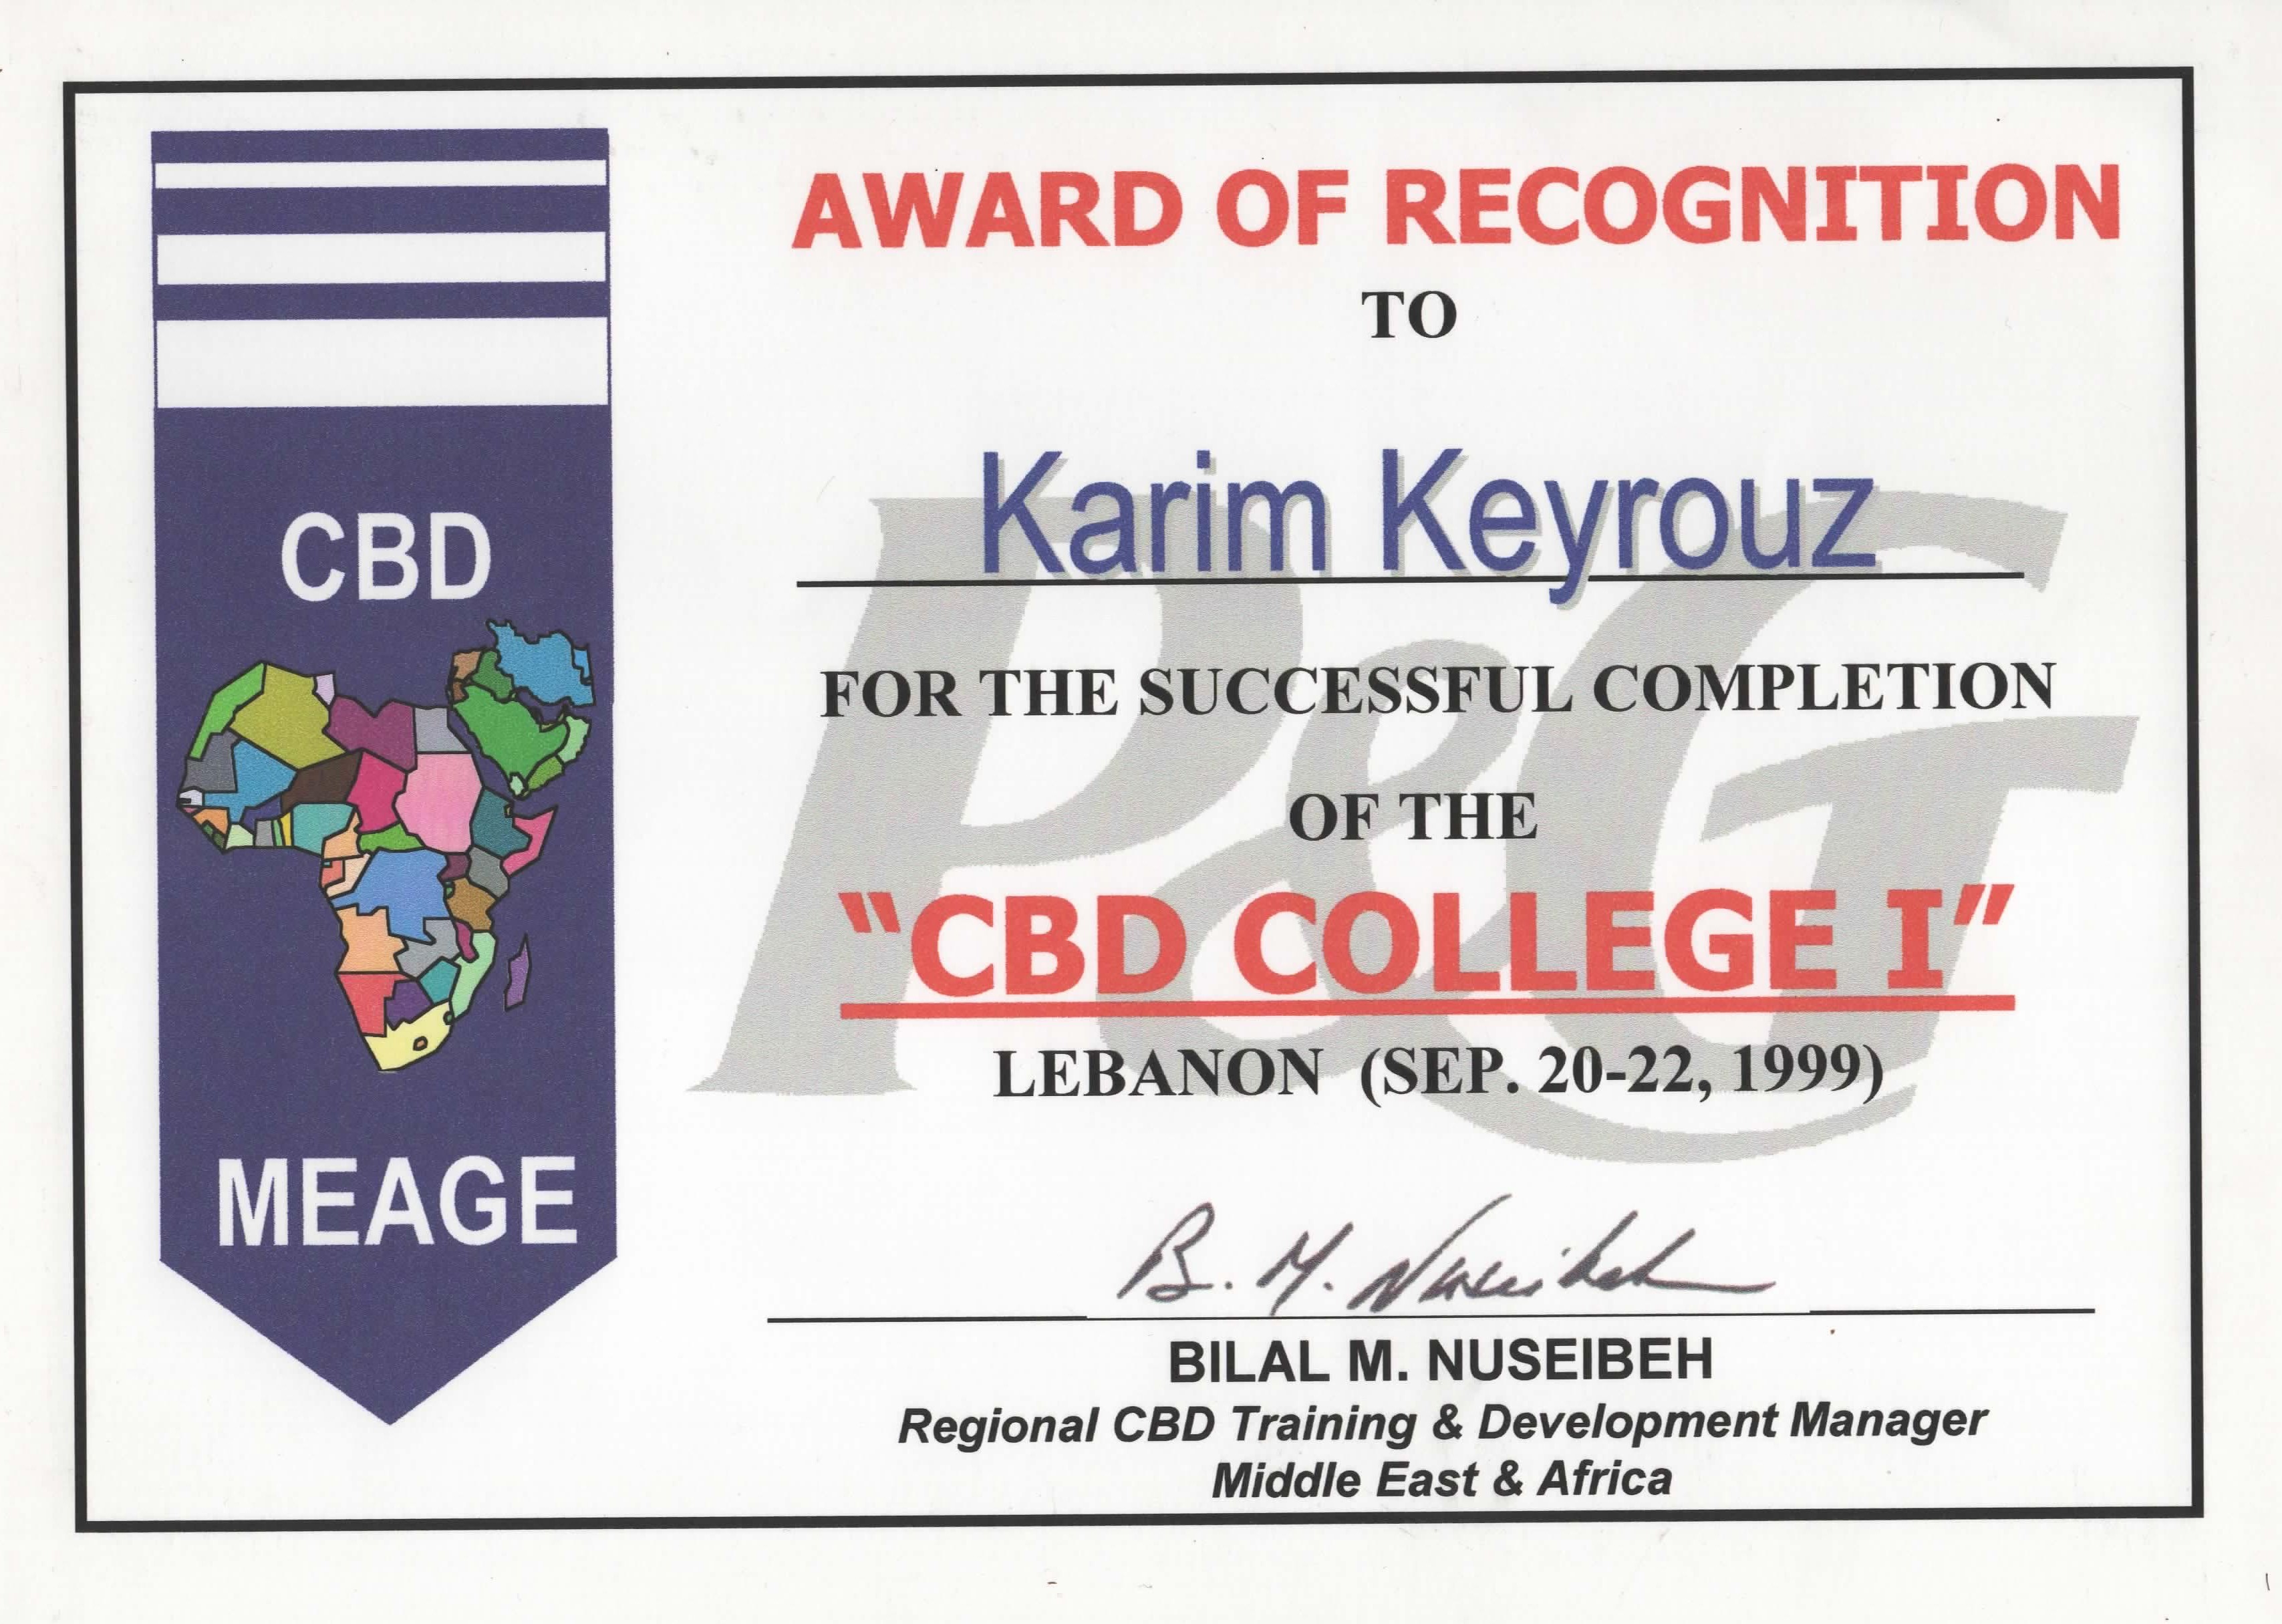 AWARD OF RECOGNITION
TO
Karim Keyrouz
FOR THE SUCCESSFUL COMPLETION
OF THE
“CBD COLLEGE I”
LEBANON (SEP. 20-22, 1999)
B. M. Nuseibeh
BILAL M. NUSEIBEH
Regional CBD Training & Development Manager
Middle East & Africa
CBD
MEAGE
P&G